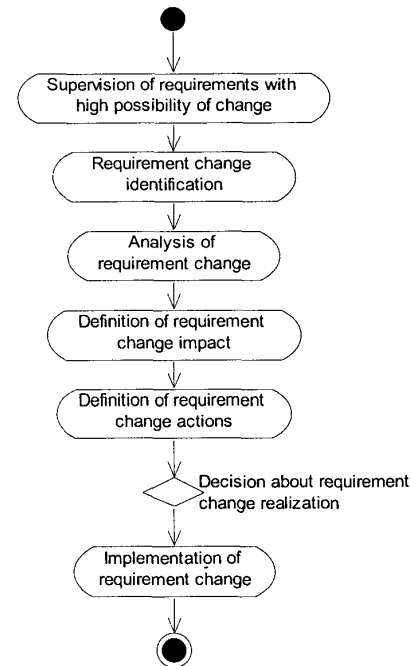 Supervision of requirements with
high possibility of change
Requirement change
identification
Analysis of
requirement change
Definition of requirement
change impact
Definition of requirement
change actions
Decision about requirement
change realization
Implementation of
requirement change